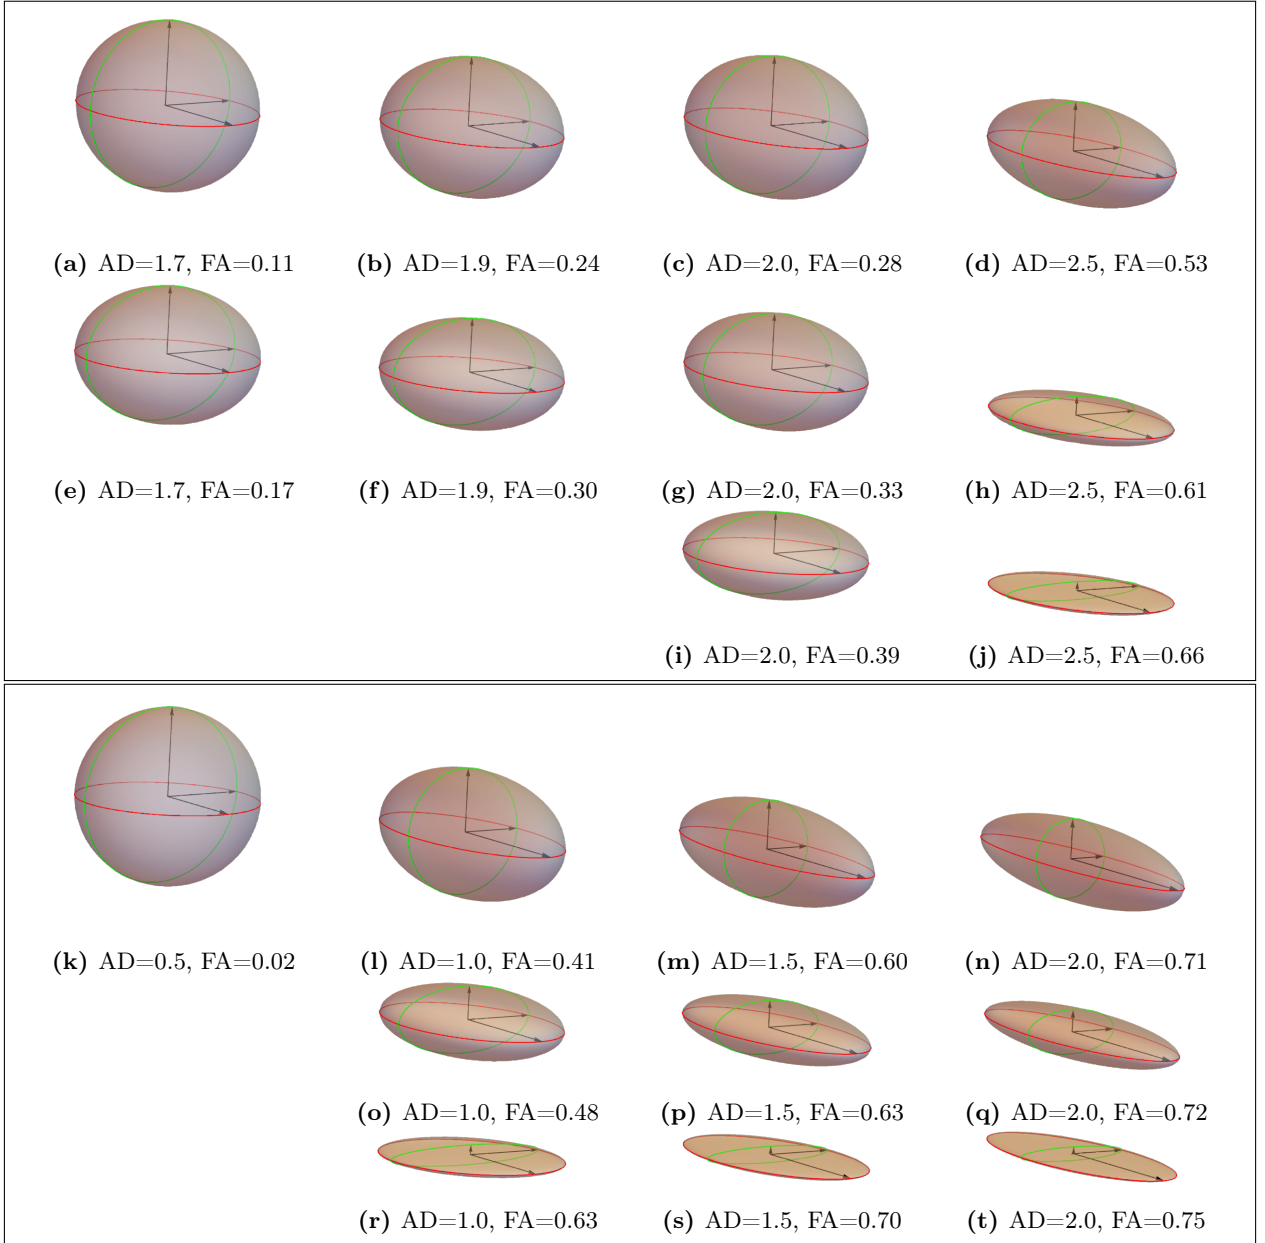 (a) AD=1.7, FA=0.11
(b) AD=1.9, FA=0.24
(c) AD=2.0, FA=0.28
(d) AD=2.5, FA=0.53
(e) AD=1.7, FA=0.17
(f) AD=1.9, FA=0.30
(g) AD=2.0, FA=0.33
(h) AD=2.5, FA=0.61
(i) AD=2.0, FA=0.39
(j) AD=2.5, FA=0.66
(k) AD=0.5, FA=0.02
(l) AD=1.0, FA=0.41
(m) AD=1.5, FA=0.60
(n) AD=2.0, FA=0.71
(o) AD=1.0, FA=0.48
(p) AD=1.5, FA=0.63
(q) AD=2.0, FA=0.72
(r) AD=1.0, FA=0.63
(s) AD=1.5, FA=0.70
(t) AD=2.0, FA=0.75